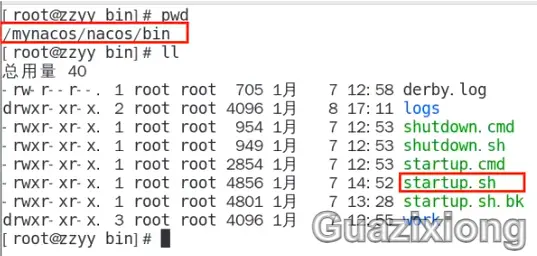 [root@zzyy bin]# pwd
/mynacos/nacos/bin
[root@zzyy bin]# ll
总用量 40
-rw-r--r--. 1 root root 705 1月 7 12:58 derby.log
drwxr-xr-x. 2 root root 4096 1月 8 17:11 logs
-rwxr-xr-x. 1 root root 954 1月 7 12:53 shutdown.cmd
-rwxr-xr-x. 1 root root 949 1月 7 12:53 shutdown.sh
-rwxr-xr-x. 1 root root 2854 1月 7 12:53 startup.cmd
-rwxr-xr-x. 1 root root 4856 1月 7 14:52 startup.sh
-rwxr-xr-x. 1 root root 4801 1月 7 13:28 startup.sh.bk
drwxr-xr-x. 3 root root 4096 1月 7 12:55 work
[root@zzyy bin]#
Guazixiong